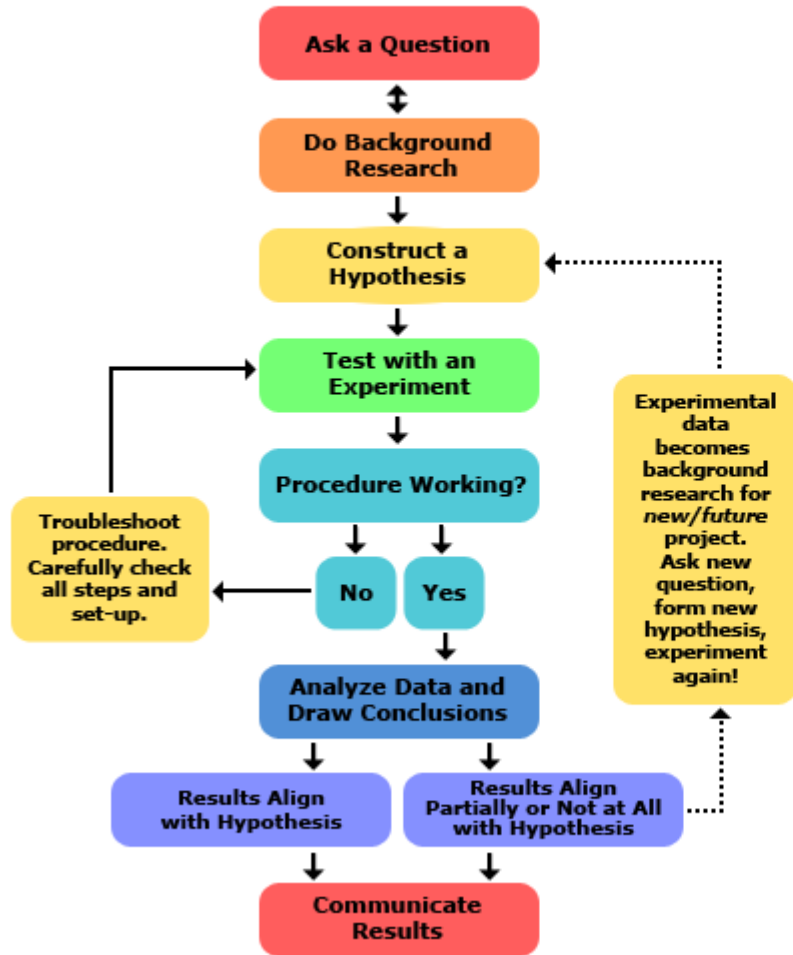 Ask a Question
Do Background
Research
Construct a
Hypothesis
Test with an
Experiment
Procedure Working?
Troubleshoot
procedure.
Carefully check
all steps and
set-up.
No
Yes
Experimental
data
becomes
background
research for
new/future
project.
Ask new
question,
form new
hypothesis,
experiment
again!
Analyze Data and
Draw Conclusions
Results Align
with Hypothesis
Results Align
Partially or Not at All
with Hypothesis
Communicate
Results